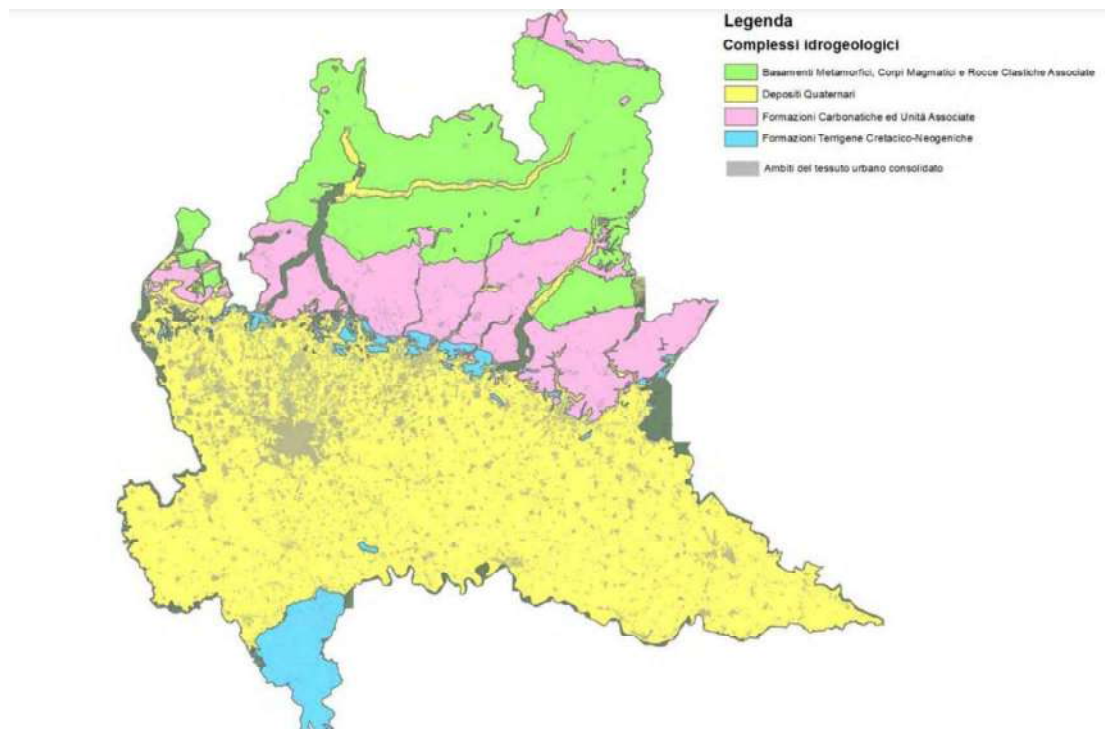 Legenda
Complessi idrogeologici
Basamenti Metamorfici, Corpi Magmatici e Rocce Clastiche Associate
Depositi Quaternari
Formazioni Carbonatiche ed Unità Associate
Formazioni Terrigene Cretacico-Neogeniche
Ambiti del tessuto urbano consolidato